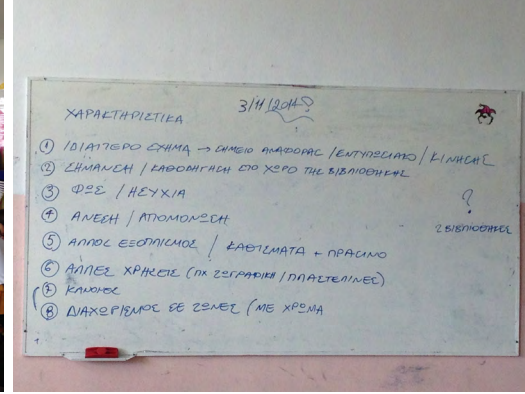 3/11/2014
ΧΑΡΑΚΤΗΡΙΣΤΙΚΑ
① ΙΔΙΑΙΤΕΡΟ ΣΧΗΜΑ → ΣΗΜΕΙΟ ΑΝΑΦΟΡΑΣ / ΕΝΤΥΠΩΣΙΑΚΟ / ΚΙΝΗΣΗΣ
② ΣΗΜΑΝΣΗ / ΚΑΘΟΔΗΓΗΣΗ ΣΤΟ ΧΩΡΟ ΤΗΣ ΒΙΒΛΙΟΘΗΚΗΣ
③ ΦΩΣ / ΗΣΥΧΙΑ
?
④ ΑΝΕΣΗ / ΑΠΟΜΟΝΩΣΗ
2 ΒΙΒΛΙΟΘΗΚΕΣ
⑤ ΑΠΛΟΣ ΕΞΟΠΛΙΣΜΟΣ / ΚΑΘΙΣΜΑΤΑ + ΠΡΑΣΙΝΟ
⑥ ΑΛΛΕΣ ΧΡΗΣΕΙΣ (ΠΧ ΖΩΓΡΑΦΙΚΗ / ΠΛΑΣΤΕΛΙΝΕΣ)
⑦ ΚΑΝΟΝΕΣ
⑧ ΔΙΑΧΩΡΙΣΜΟΣ ΣΕ ΖΩΝΕΣ (ΜΕ ΧΡΩΜΑ